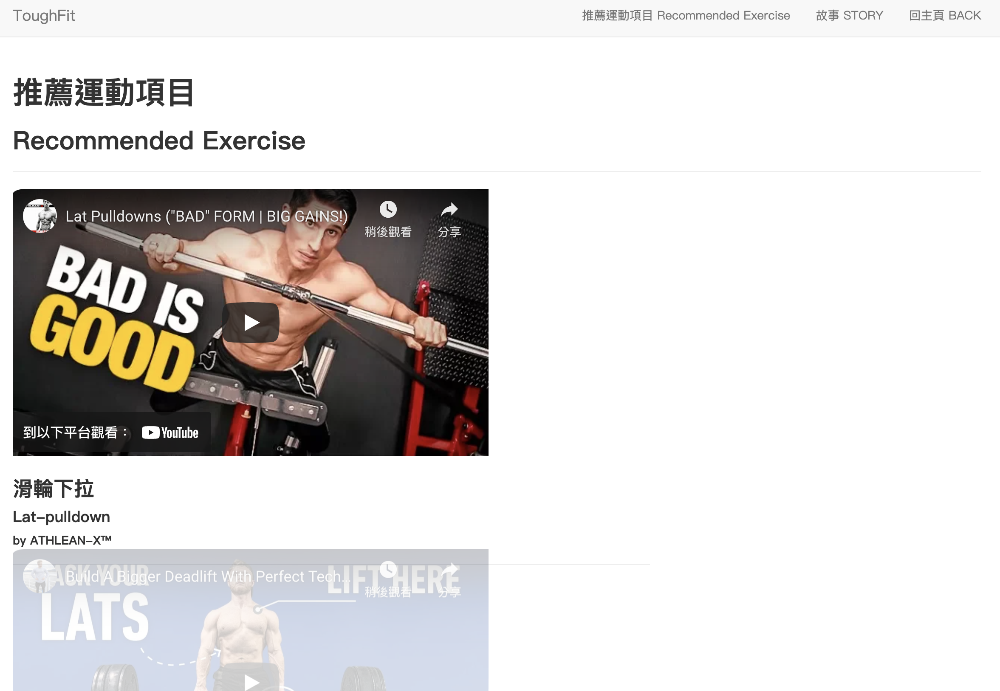 ToughFit
推薦運動項目 Recommended Exercise
故事 STORY
回主頁 BACK
推薦運動項目
Recommended Exercise
Lat Pulldowns ("BAD" FORM | BIG GAINS!)
稍後觀看
分享
BAD IS
GOOD
到以下平台觀看：
YouTube
滑輪下拉
Lat-pulldown
by ATHLEAN-X™
Build A Bigger Deadlift With Perfect Tech...
稍後觀看
分享
YOUR
LATS
LIFT HERE